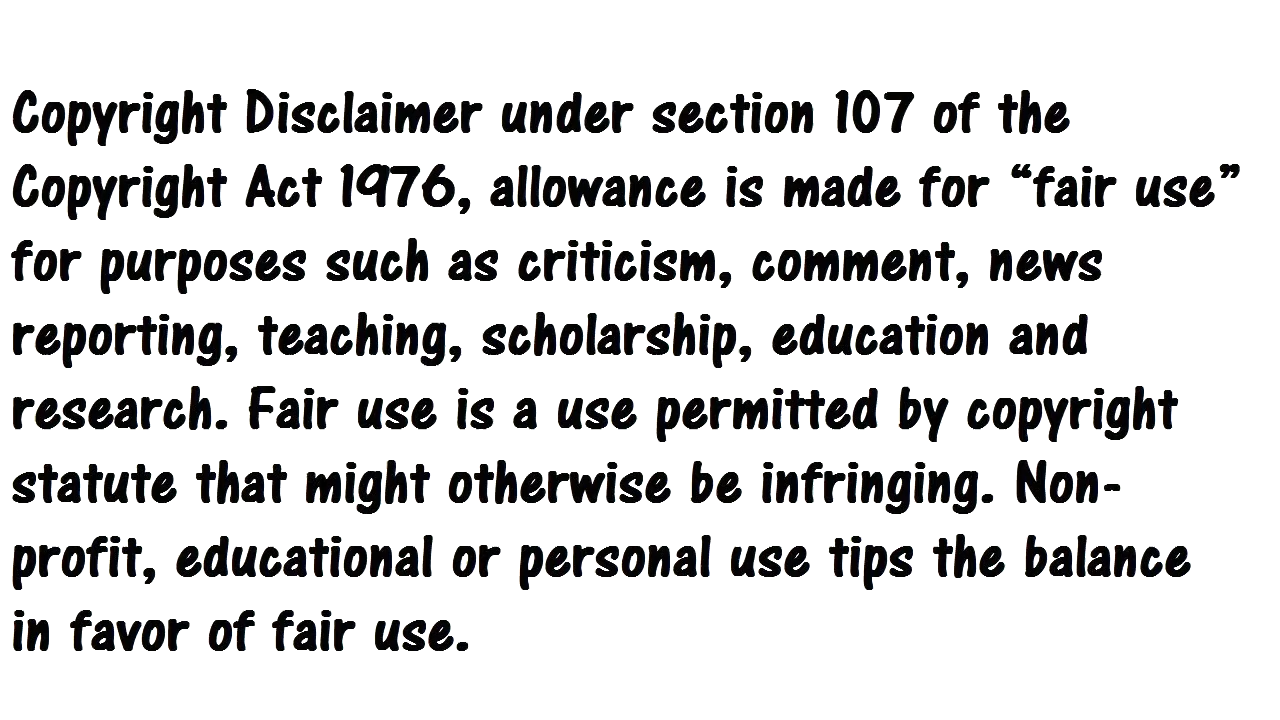 Copyright Disclaimer under section 107 of the
Copyright Act 1976, allowance is made for “fair use”
for purposes such as criticism, comment, news
reporting, teaching, scholarship, education and
research. Fair use is a use permitted by copyright
statute that might otherwise be infringing. Non-
profit, educational or personal use tips the balance
in favor of fair use.